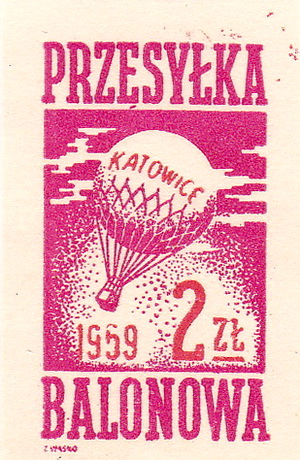 PRZESYŁKA
KATOWICE
1959
2 ZŁ
BALONOWA